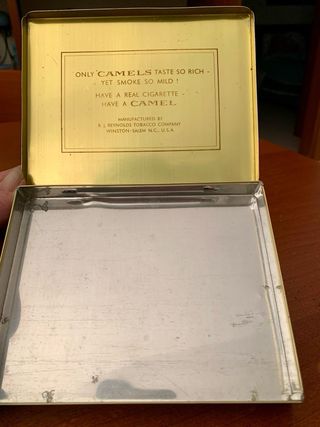 ONLY CAMELS TASTE SO RICH -
YET SMOKE SO MILD !
HAVE A REAL CIGARETTE -
HAVE A CAMEL
MANUFACTURED BY
R. J. REYNOLDS TOBACCO COMPANY
WINSTON-SALEM N.C., U.S.A.